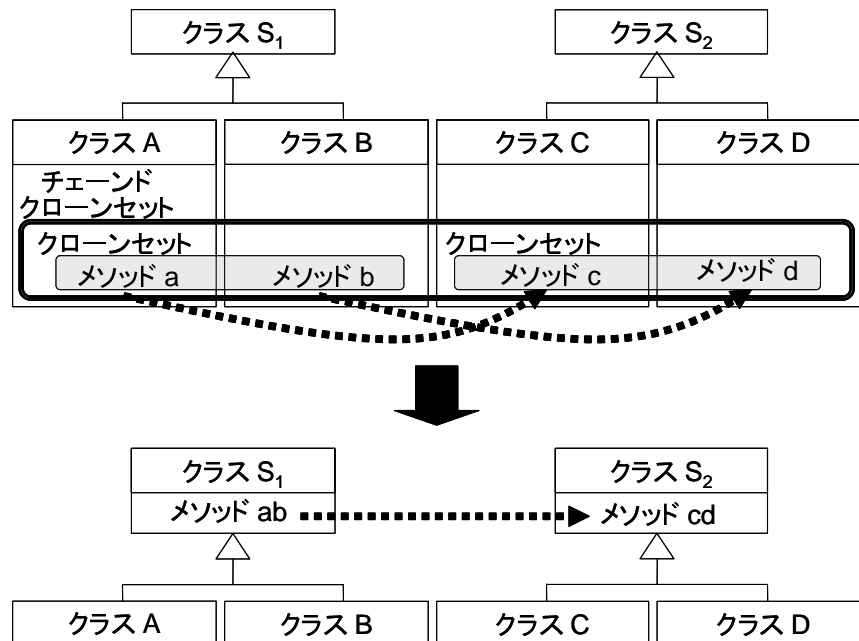 クラス S₁
クラス S₂
クラス A
クラス B
クラス C
クラス D
チェーンド
クローンセット
クローンセット
クローンセット
メソッド a
メソッド b
メソッド c
メソッド d
クラス S₁
クラス S₂
メソッド ab
メソッド cd
クラス A
クラス B
クラス C
クラス D